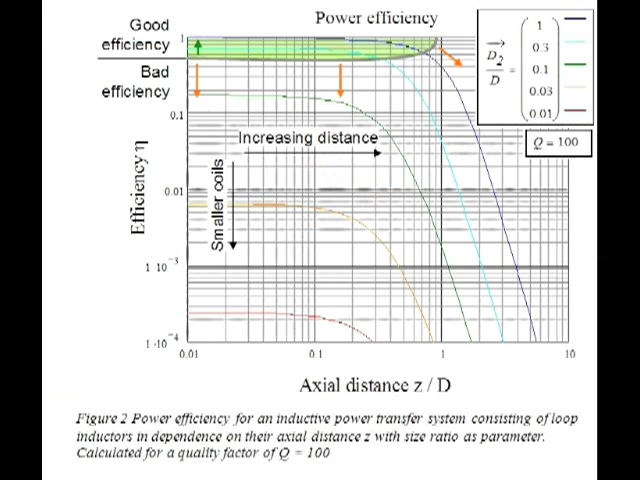 Power efficiency
Good
efficiency
Bad
efficiency
1
0.1
0.01
1·10⁻³
1·10⁻⁴
Efficiency η
Increasing distance
Smaller coils
0.01
0.1
1
10
Axial distance z / D
D₂
D
=
1
0.3
0.1
0.03
0.01
Q = 100
Figure 2 Power efficiency for an inductive power transfer system consisting of loop
inductors in dependence on their axial distance z with size ratio as parameter.
Calculated for a quality factor of Q = 100